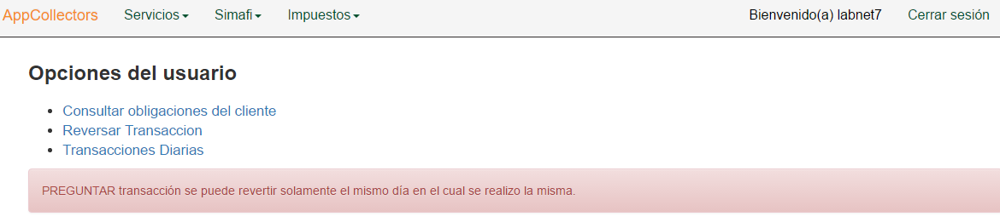 AppCollectors Servicios Simafi Impuestos Bienvenido(a) labnet7 Cerrar sesión
Opciones del usuario
Consultar obligaciones del cliente
Reversar Transaccion
Transacciones Diarias
PREGUNTAR transacción se puede revertir solamente el mismo día en el cual se realizo la misma.